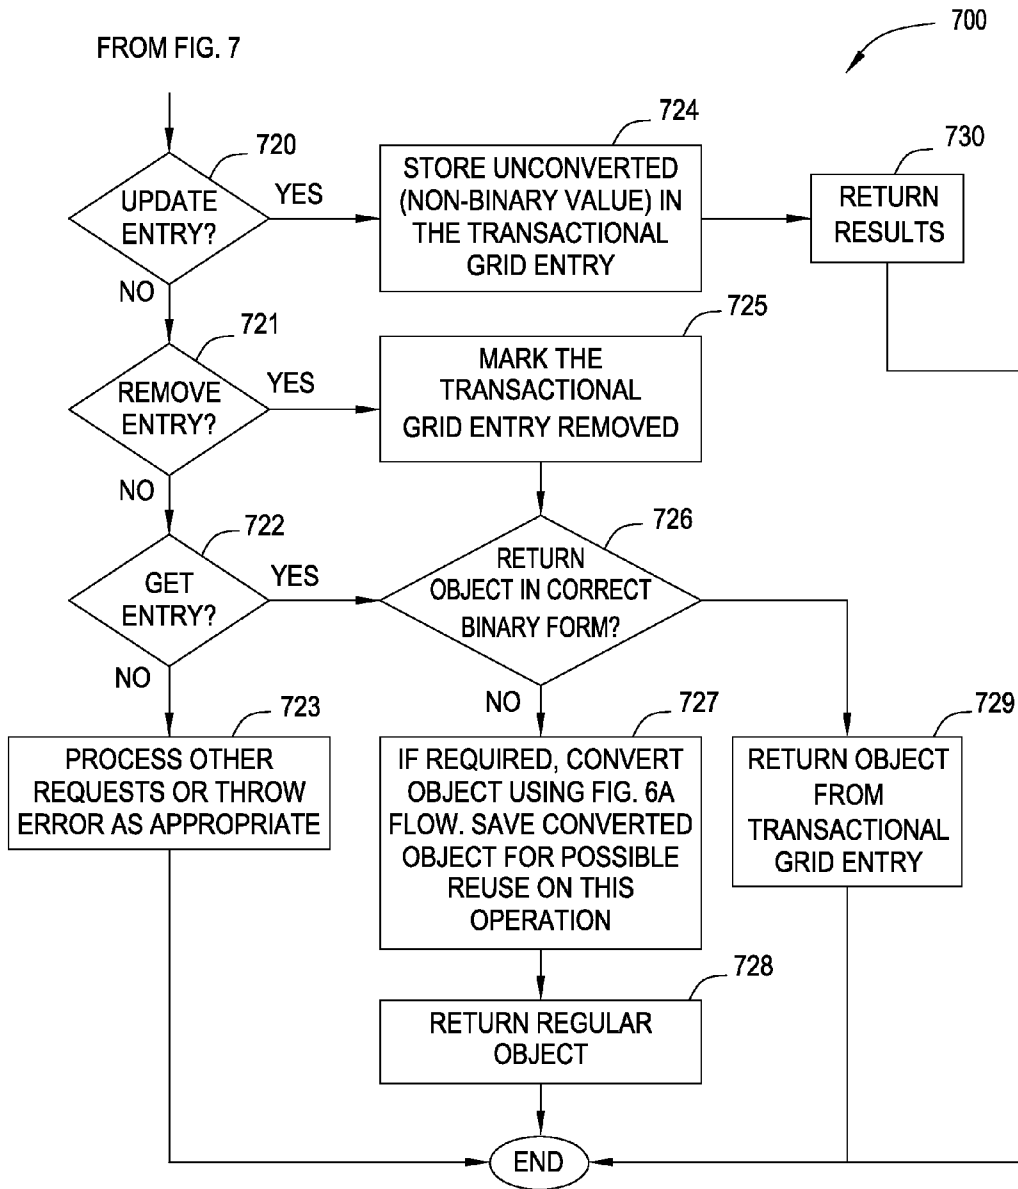 FROM FIG. 7
700
720
UPDATE
ENTRY?
YES
NO
724
STORE UNCONVERTED
(NON-BINARY VALUE) IN
THE TRANSACTIONAL
GRID ENTRY
730
RETURN
RESULTS
721
REMOVE
ENTRY?
YES
NO
725
MARK THE
TRANSACTIONAL
GRID ENTRY REMOVED
722
GET
ENTRY?
YES
NO
726
RETURN
OBJECT IN CORRECT
BINARY FORM?
NO
723
PROCESS OTHER
REQUESTS OR THROW
ERROR AS APPROPRIATE
727
IF REQUIRED, CONVERT
OBJECT USING FIG. 6A
FLOW. SAVE CONVERTED
OBJECT FOR POSSIBLE
REUSE ON THIS
OPERATION
729
RETURN OBJECT
FROM
TRANSACTIONAL
GRID ENTRY
728
RETURN REGULAR
OBJECT
END